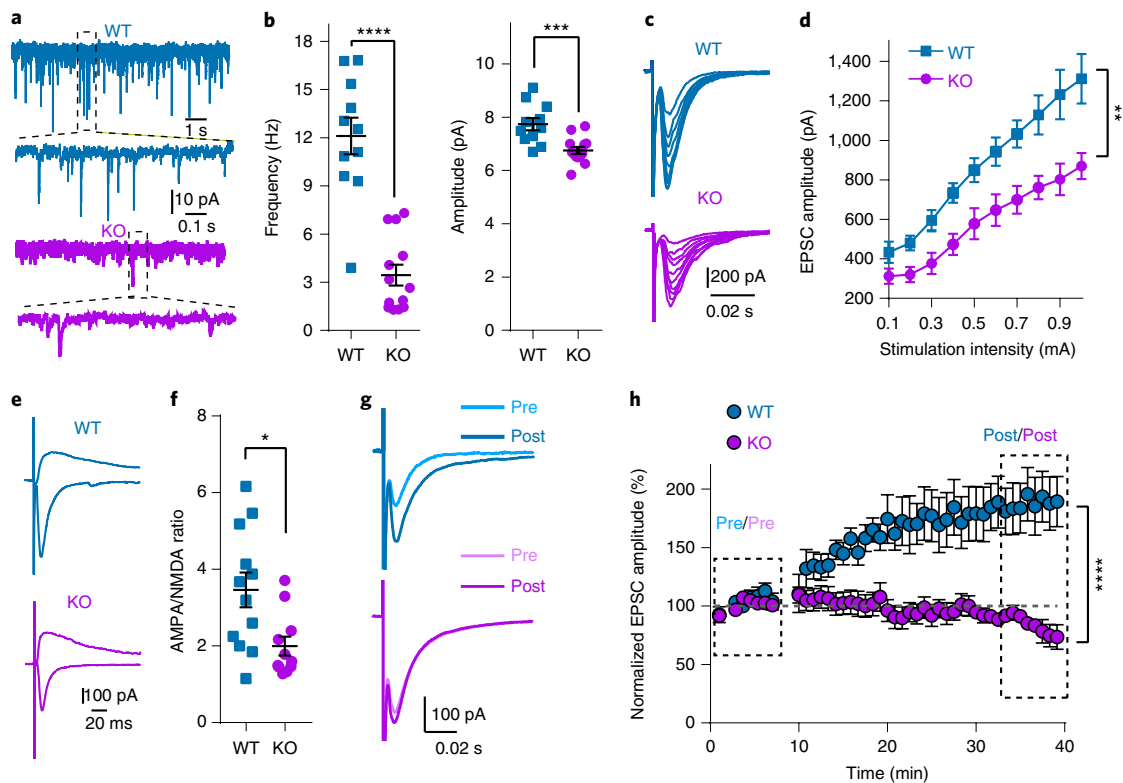 a
WT
1 s
10 pA
0.1 s
KO
b
Frequency (Hz)
18
15
12
9
6
3
0
****
WT KO
Amplitude (pA)
10
8
6
4
2
0
***
WT KO
c
WT
KO
200 pA
0.02 s
d
EPSC amplitude (pA)
1,400
1,200
1,000
800
600
400
200
WT
KO
**
0.1 0.3 0.5 0.7 0.9
Stimulation intensity (mA)
e
WT
KO
100 pA
20 ms
f
AMPA/NMDA ratio
8
6
4
2
0
*
WT KO
g
Pre
Post
Pre
Post
100 pA
0.02 s
h
WT
KO
Normalized EPSC amplitude (%)
200
150
100
50
0
Pre/Pre
Post/Post
****
0 10 20 30 40
Time (min)